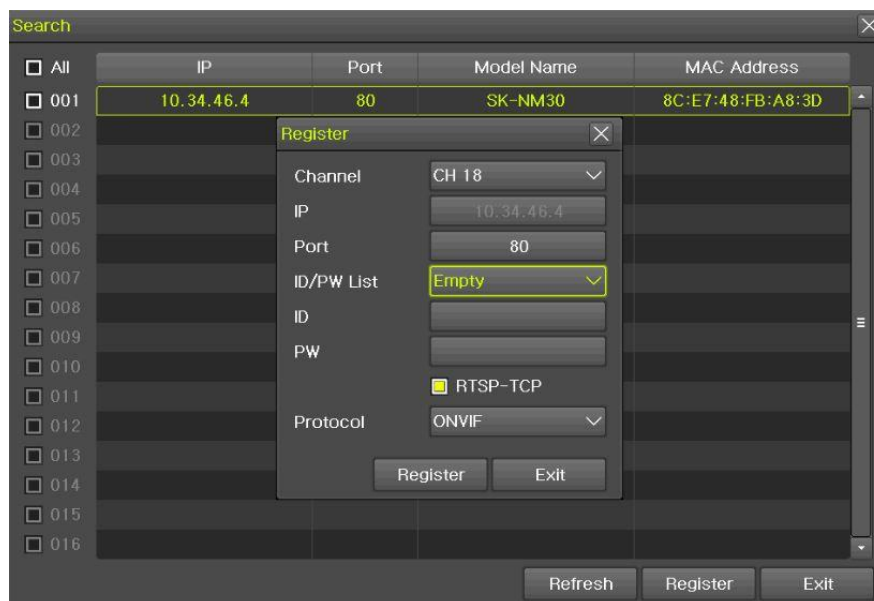 Search
All IP Port Model Name MAC Address
001 10.34.46.4 80 SK-NM30 8C:E7:48:FB:A8:3D
002
003
004
005
006
007
008
009
010
011
012
013
014
015
016
Register
Channel CH 18
IP 10.34.46.4
Port 80
ID/PW List Empty
ID
PW
RTSP-TCP
Protocol ONVIF
Register Exit
Refresh Register Exit